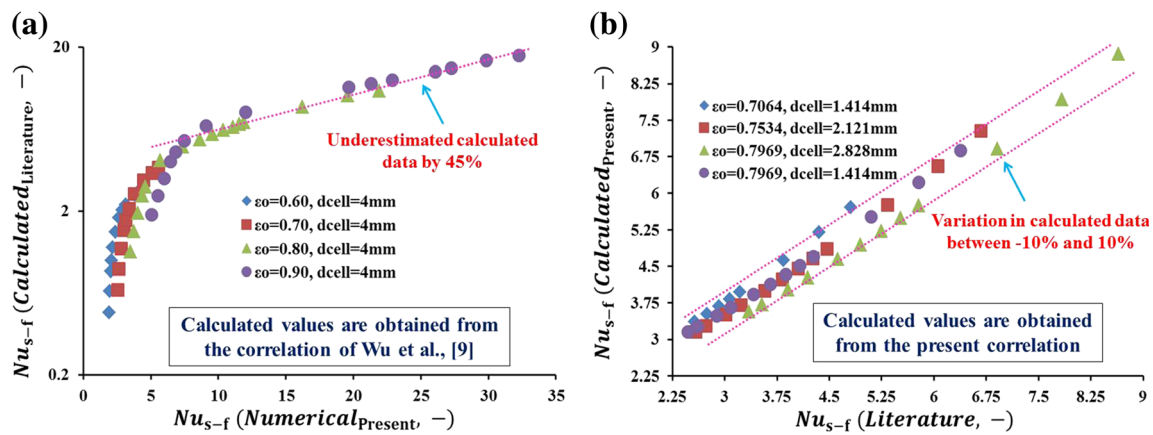 (a)
20
2
0.2
0 5 10 15 20 25 30 35
Nu_s−f (Calculated_Literature, −)
Underestimated calculated
data by 45%
εo=0.60, dcell=4mm
εo=0.70, dcell=4mm
εo=0.80, dcell=4mm
εo=0.90, dcell=4mm
Calculated values are obtained from
the correlation of Wu et al., [9]
Nu_s−f (Numerical_Present, −)
(b)
9
8.25
7.5
6.75
6
5.25
4.5
3.75
3
2.25
2.25 3 3.75 4.5 5.25 6 6.75 7.5 8.25 9
Nu_s−f (Calculated_Present, −)
εo=0.7064, dcell=1.414mm
εo=0.7534, dcell=2.121mm
εo=0.7969, dcell=2.828mm
εo=0.7969, dcell=1.414mm
Variation in calculated data
between -10% and 10%
Calculated values are obtained
from the present correlation
Nu_s−f (Literature, −)